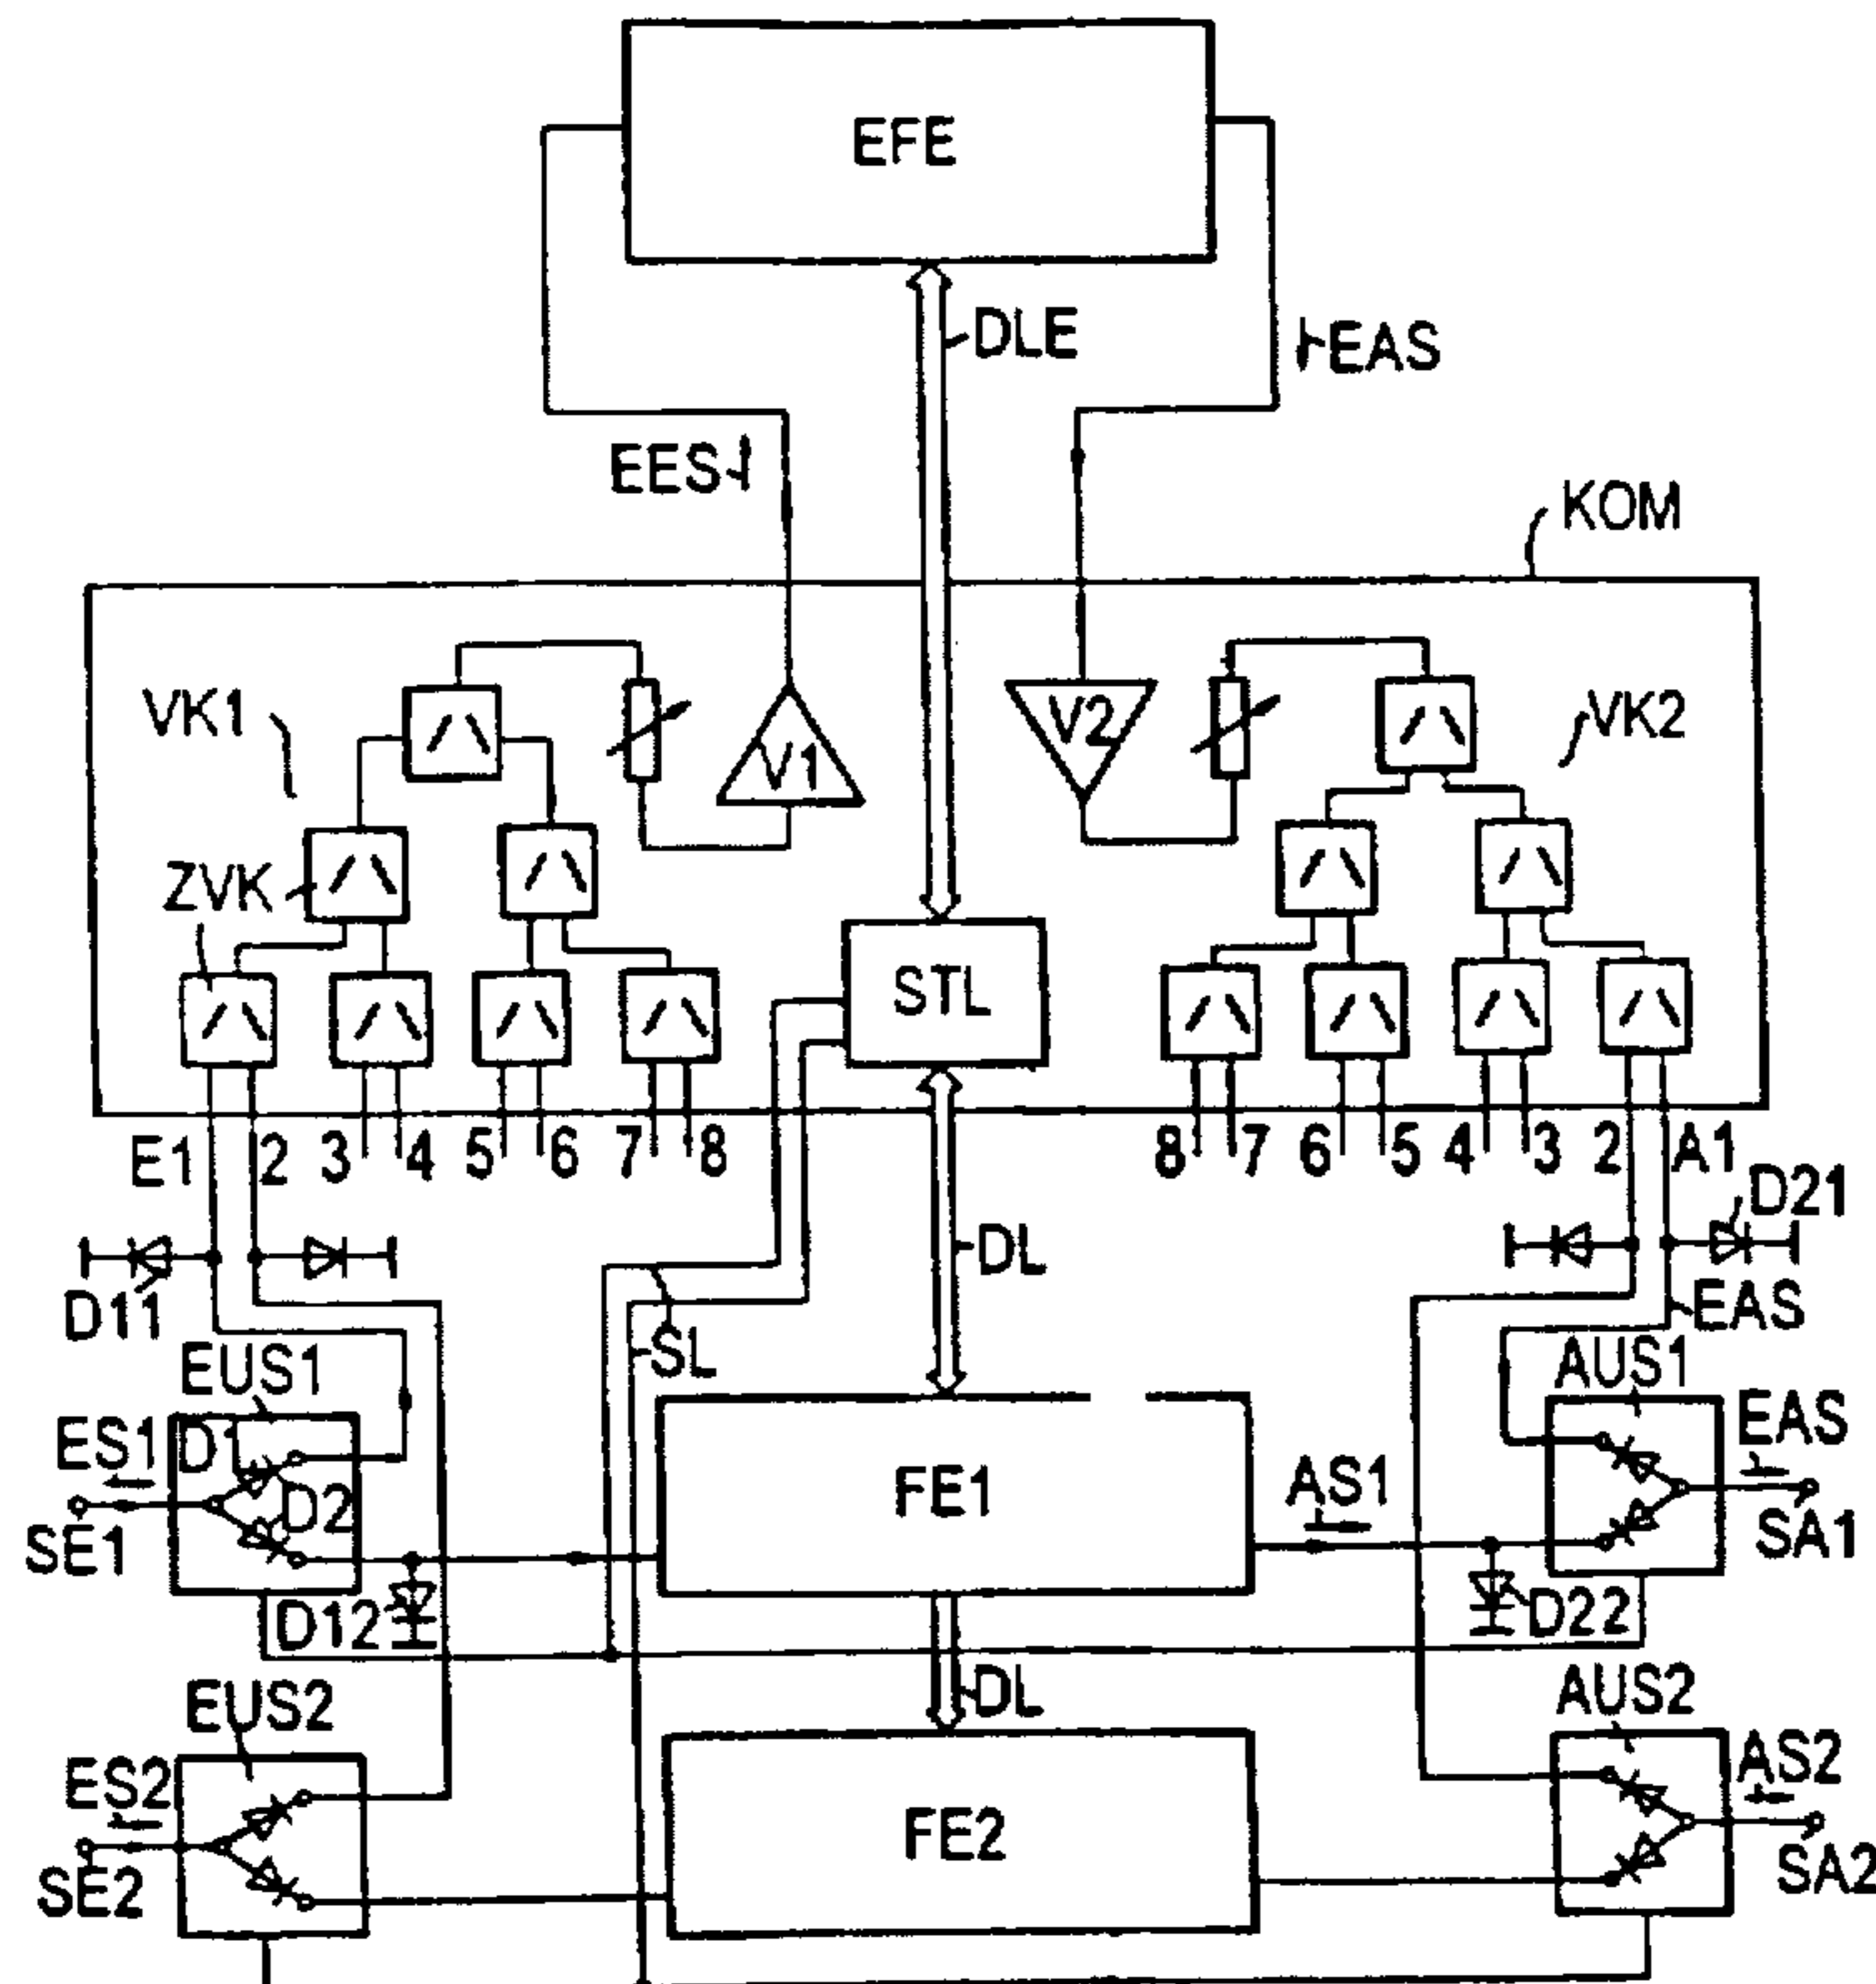 EFE
DLE
EAS
EES
KOM
VK1
V1
V2
VK2
ZVK
STL
E1 2 3 4 5 6 7 8
8 7 6 5 4 3 2 A1
D21
D11
DL
EAS
SL
EUS1
AUS1
ES1
D1
EAS
D2
FE1
AS1
SE1
SA1
D12
D22
EUS2
DL
AUS2
ES2
AS2
FE2
SE2
SA2